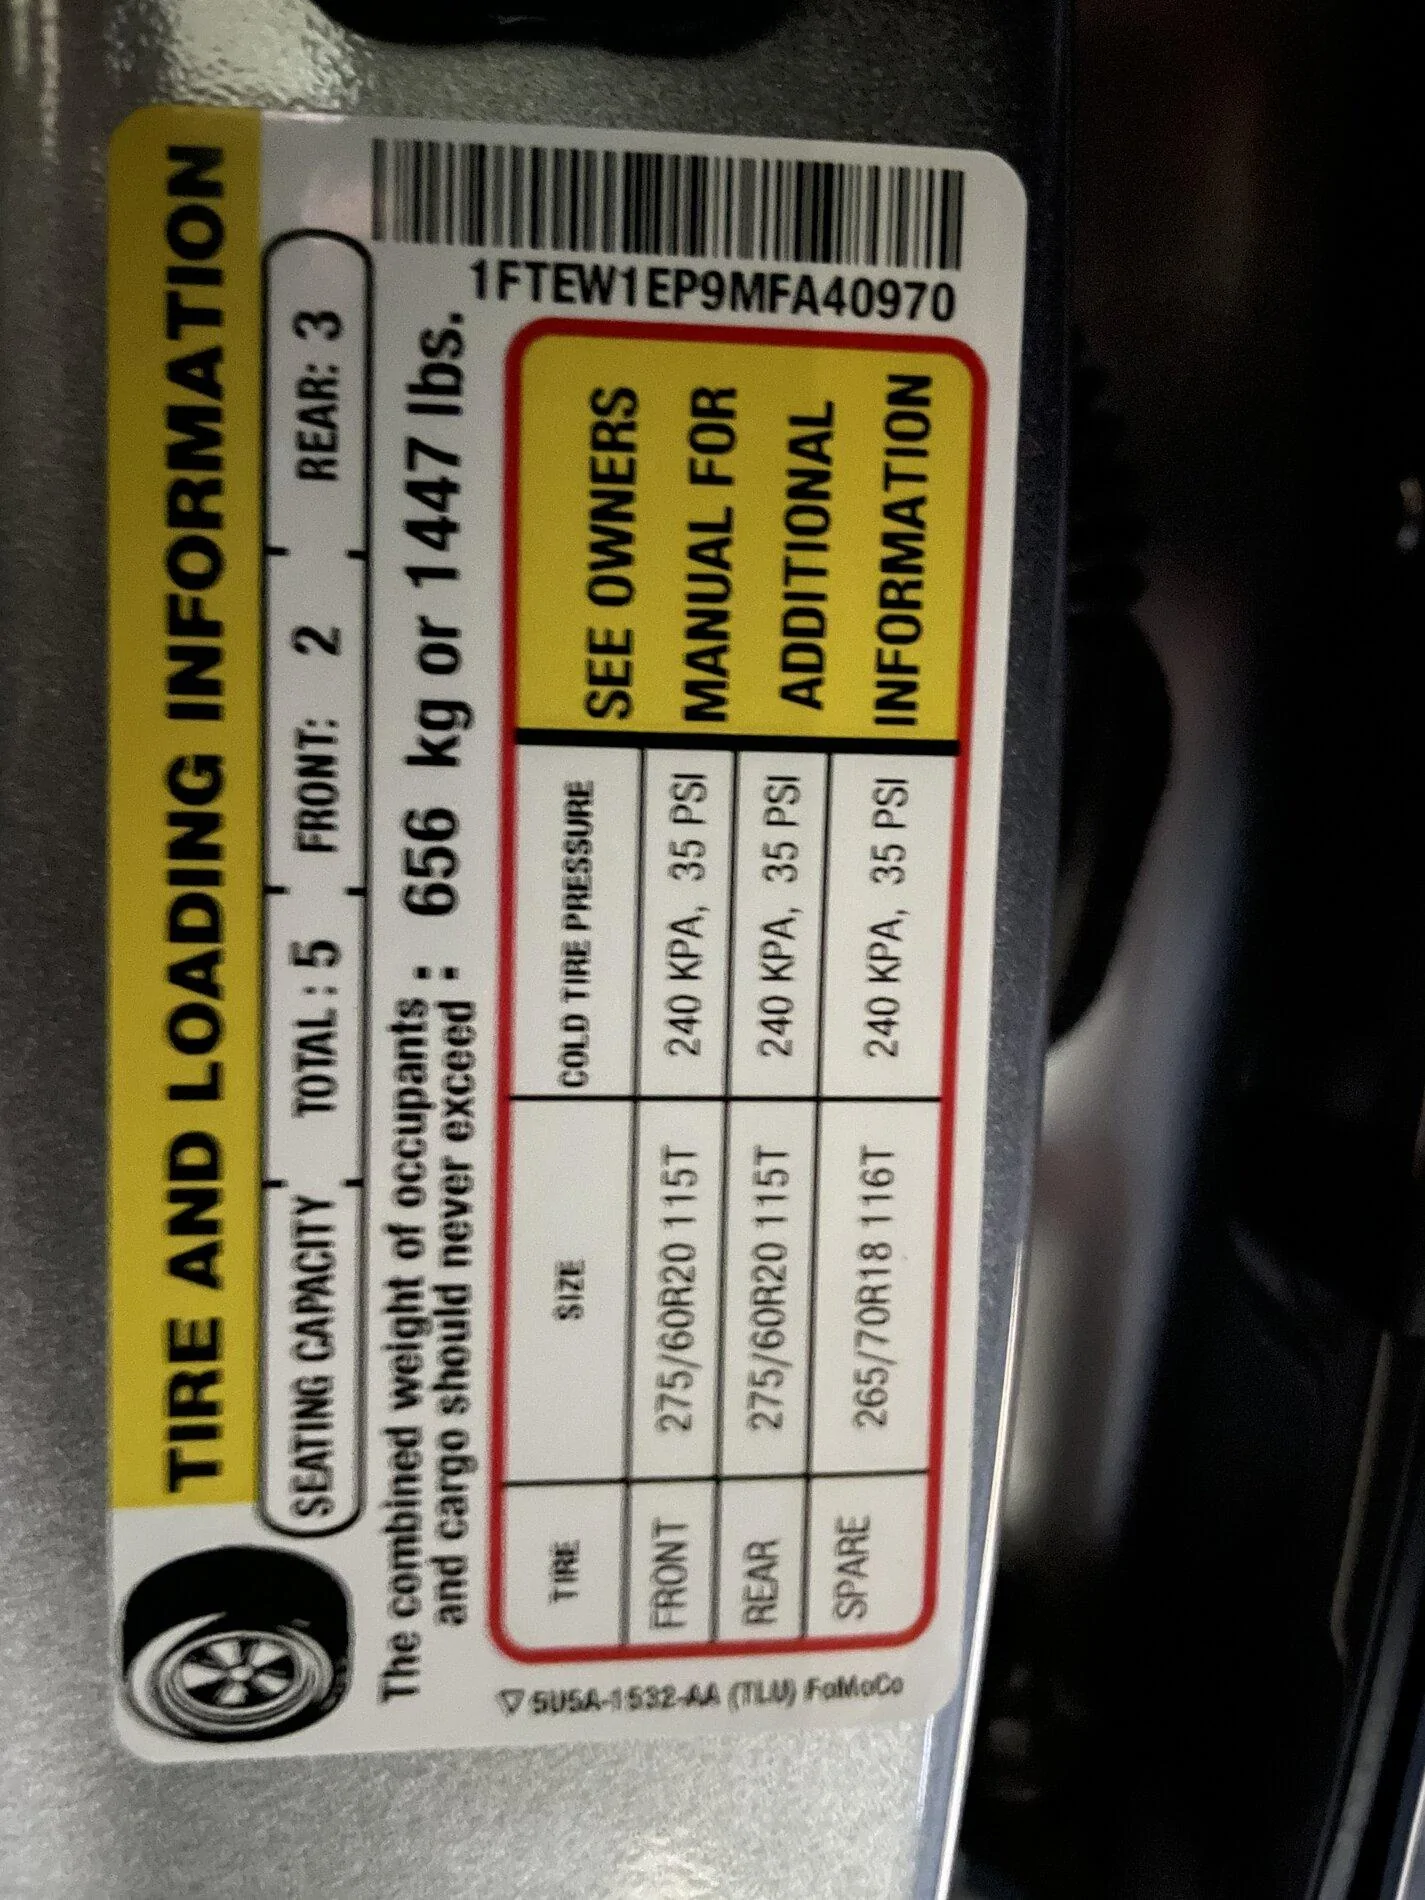 TIRE AND LOADING INFORMATION
SEATING CAPACITY TOTAL : 5 FRONT: 2 REAR: 3
The combined weight of occupants :
and cargo should never exceed : 656 kg or 1447 lbs.
1FTEW1EP9MFA40970
TIRE SIZE COLD TIRE PRESSURE
FRONT 275/60R20 115T 240 KPA, 35 PSI
REAR 275/60R20 115T 240 KPA, 35 PSI
SPARE 265/70R18 116T 240 KPA, 35 PSI
SEE OWNERS
MANUAL FOR
ADDITIONAL
INFORMATION
5U5A-1532-AA (TLU) FoMoCo